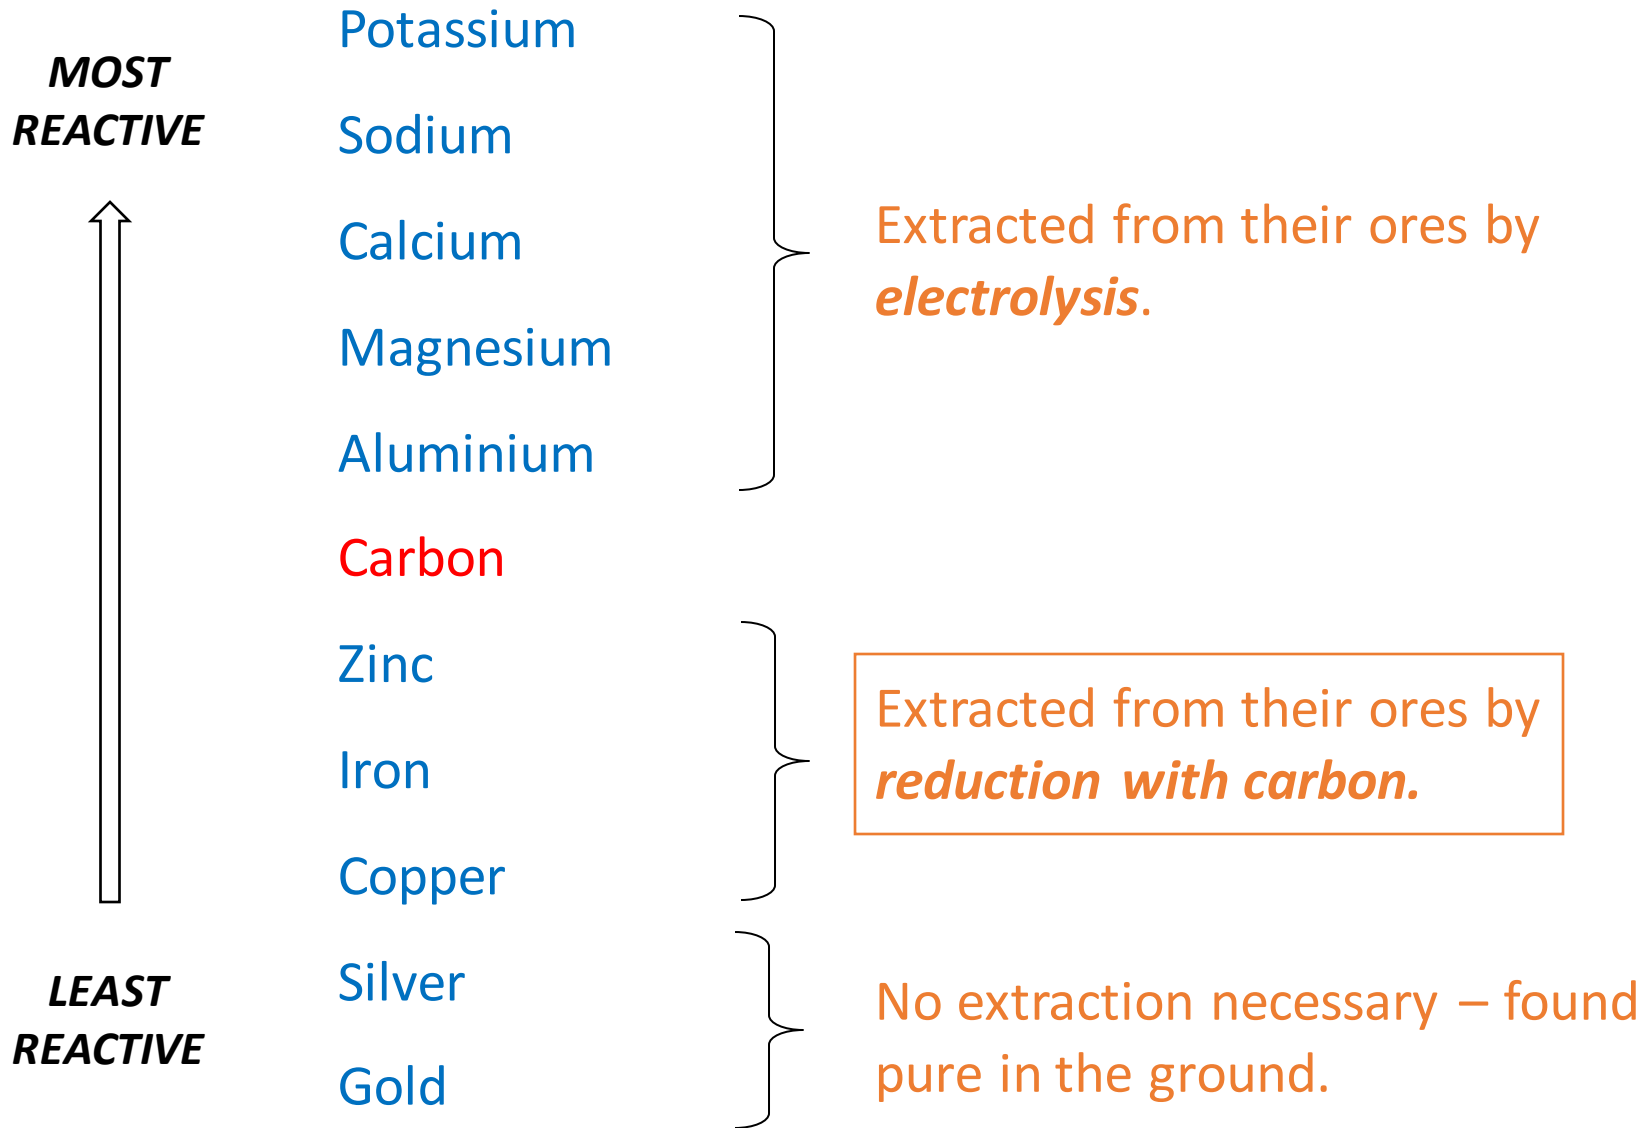 MOST
REACTIVE
Potassium
Sodium
Calcium
Magnesium
Aluminium
Extracted from their ores by
electrolysis.
Carbon
Zinc
Iron
Copper
Extracted from their ores by
reduction with carbon.
LEAST
REACTIVE
Silver
Gold
No extraction necessary – found
pure in the ground.